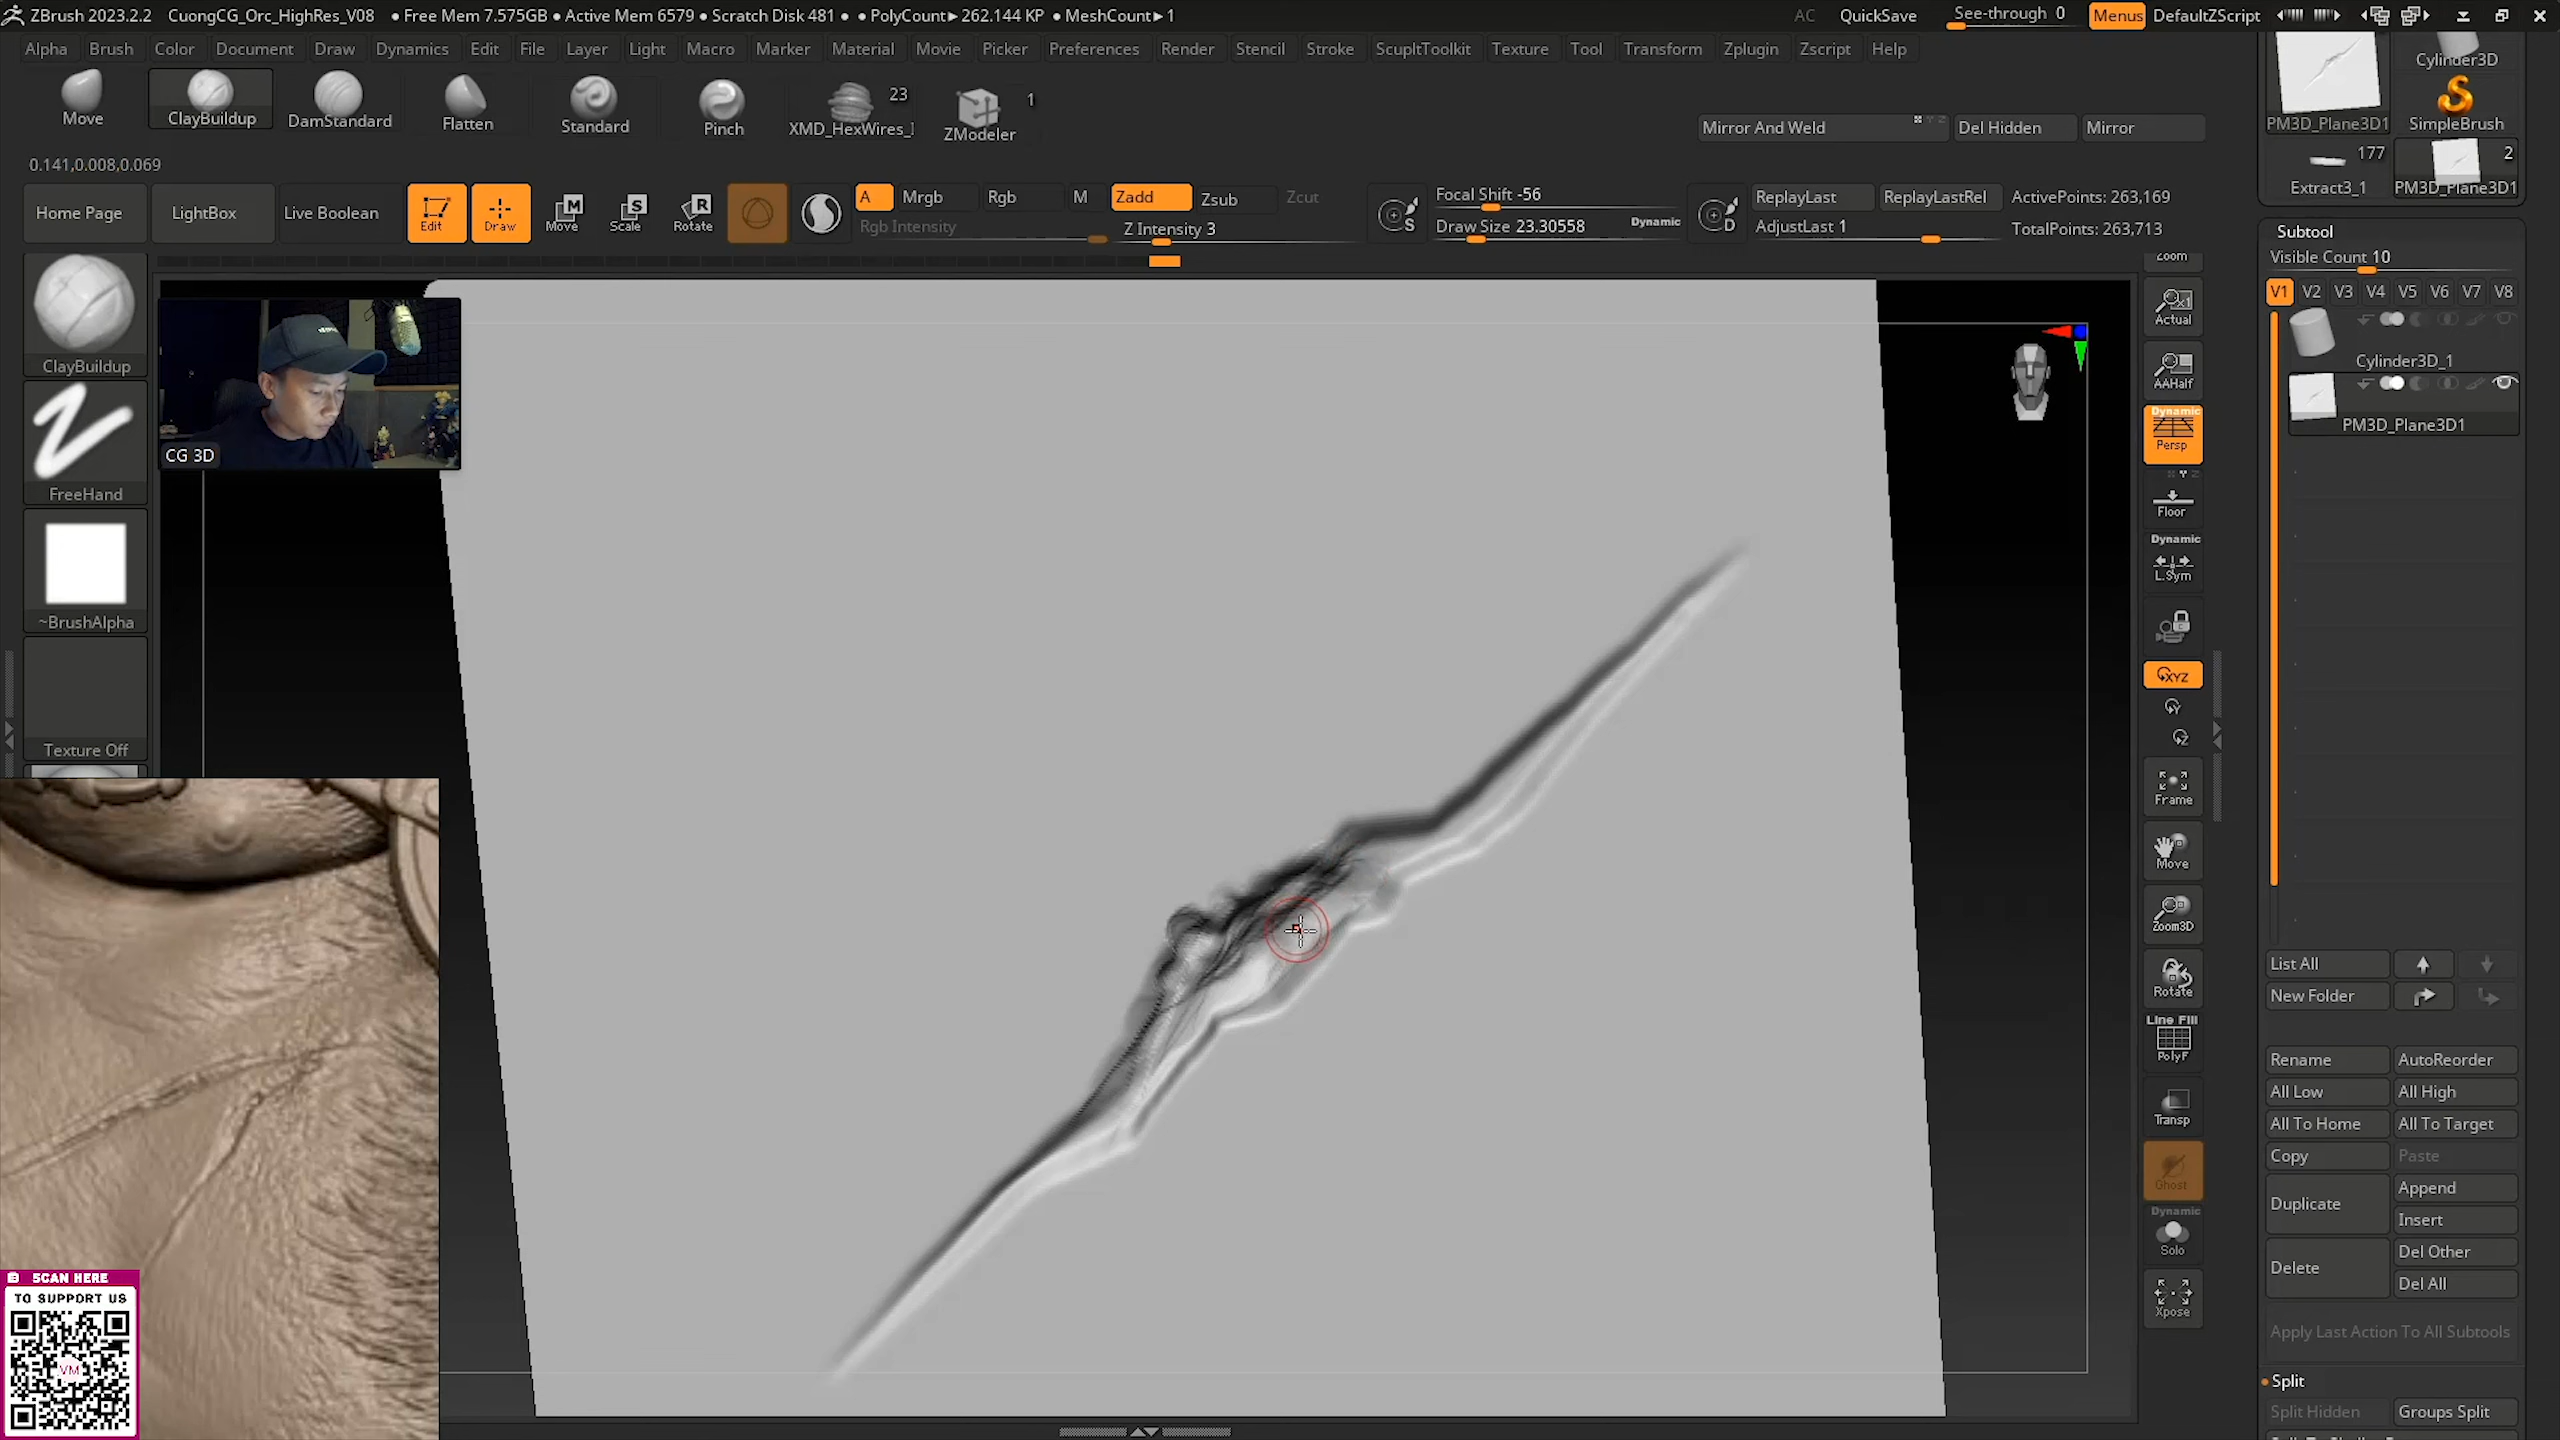 ZBrush 2023.2.2 CuongCG_Orc_HighRes_V08 • Free Mem 7.575GB • Active Mem 6579 • Scratch Disk 481 • • PolyCount► 262.144 KP • MeshCount► 1 AC QuickSave See-through 0 Menus DefaultZScript
Alpha Brush Color Document Draw Dynamics Edit File Layer Light Macro Marker Material Movie Picker Preferences Render Stencil Stroke ScupltToolkit Texture Tool Transform Zplugin Zscript Help
Move ClayBuildup DamStandard Flatten Standard Pinch XMD_HexWires_ 23 ZModeler 1
Mirror And Weld Del Hidden Mirror
0.141,0.008,0.069
Home Page LightBox Live Boolean Edit Draw Move Scale Rotate
A Mrgb Rgb M Zadd Zsub Zcut
Rgb Intensity Z Intensity 3
Focal Shift -56
Draw Size 23.30558 Dynamic
ReplayLast ReplayLastRel ActivePoints: 263,169
AdjustLast 1 TotalPoints: 263,713
ClayBuildup
FreeHand
~BrushAlpha
Texture Off
CG 3D
SCAN HERE
TO SUPPORT US
VM
Zoom
Actual
AAHalf
Dynamic
Persp
Floor
Dynamic
L.Sym
XYZ
Y
Z
Frame
Move
Zoom3D
Rotate
Line Fill
PolyF
Transp
Ghost
Dynamic
Solo
Xpose
Cylinder3D
PM3D_Plane3D1 SimpleBrush
177 2
Extract3_1 PM3D_Plane3D1
Subtool
Visible Count 10
V1 V2 V3 V4 V5 V6 V7 V8
Cylinder3D_1
PM3D_Plane3D1
List All
New Folder
Rename AutoReorder
All Low All High
All To Home All To Target
Copy Paste
Duplicate Append
Insert
Delete Del Other
Del All
Apply Last Action To All Subtools
Split
Split Hidden Groups Split